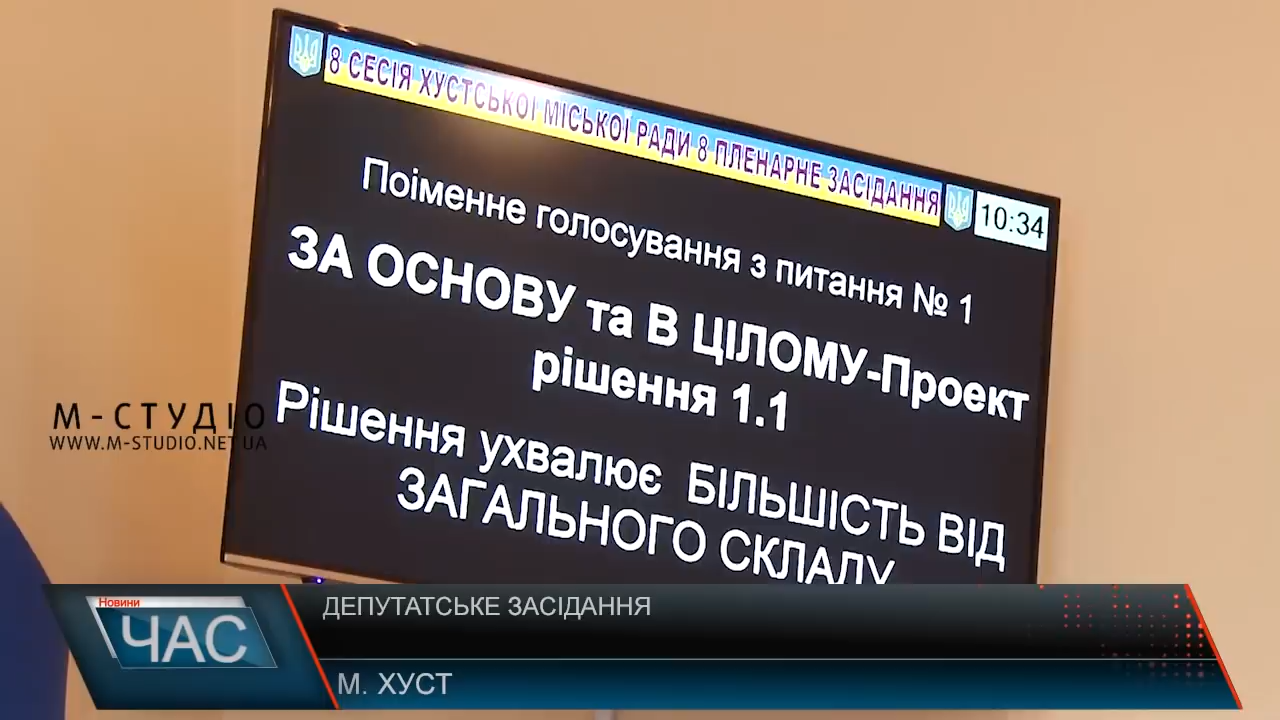 8 СЕСІЯ ХУСТСЬКОЇ МІСЬКОЇ РАДИ 8 ПЛЕНАРНЕ ЗАСІДАННЯ
10:34
Поіменне голосування з питання № 1
ЗА ОСНОВУ та В ЦІЛОМУ-Проект
рішення 1.1
Рішення ухвалює БІЛЬШІСТЬ ВІД
ЗАГАЛЬНОГО СКЛАДУ
М-СТУДІО
WWW.M-STUDIO.NET.UA
Новини
ЧАС
ДЕПУТАТСЬКЕ ЗАСІДАННЯ
М. ХУСТ